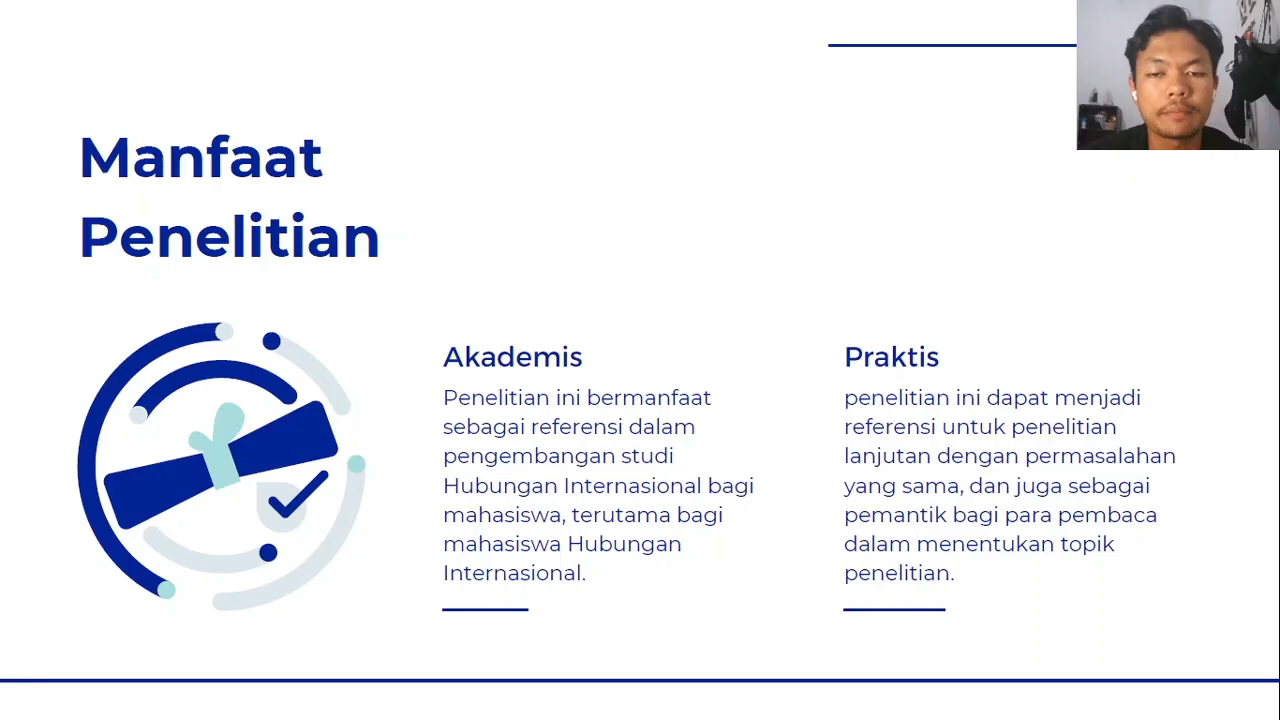 Manfaat
Penelitian
Akademis
Penelitian ini bermanfaat
sebagai referensi dalam
pengembangan studi
Hubungan Internasional bagi
mahasiswa, terutama bagi
mahasiswa Hubungan
Internasional.
Praktis
penelitian ini dapat menjadi
referensi untuk penelitian
lanjutan dengan permasalahan
yang sama, dan juga sebagai
pemantik bagi para pembaca
dalam menentukan topik
penelitian.